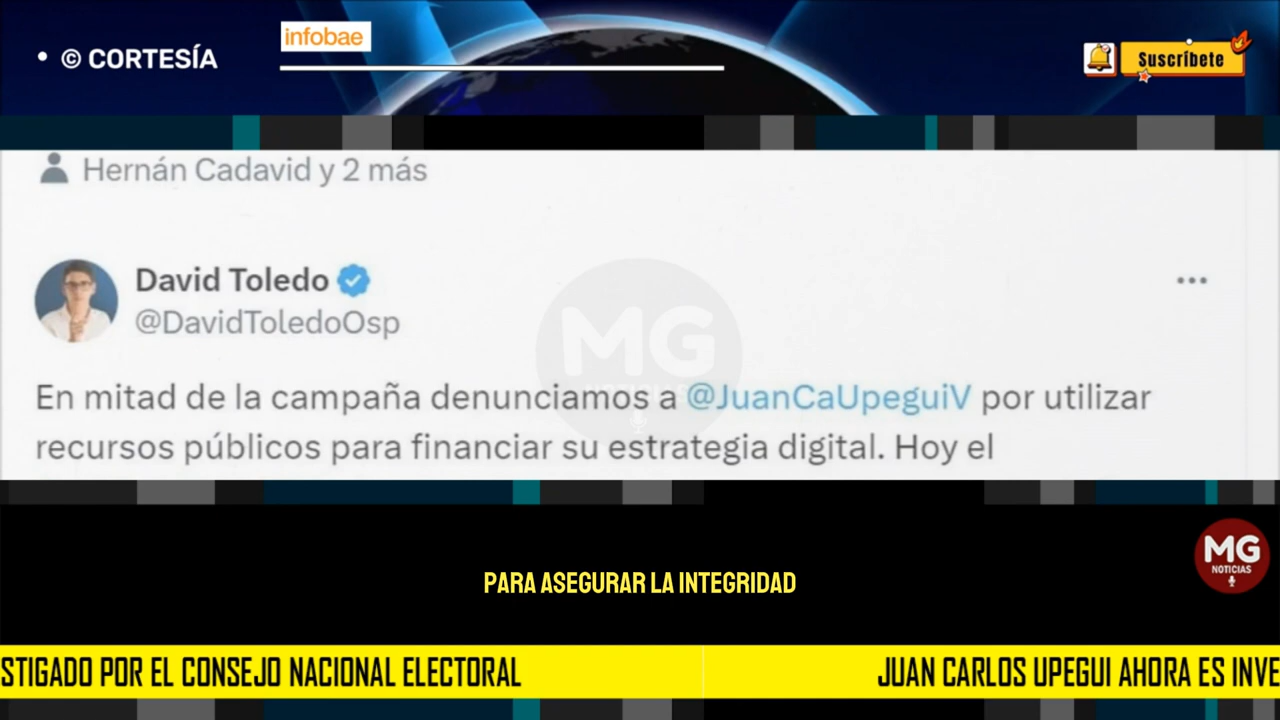 • © CORTESÍA
infobae
Suscríbete
Hernán Cadavid y 2 más
David Toledo
@DavidToledoOsp
MG
En mitad de la campaña denunciamos a @JuanCaUpeguiV por utilizar
recursos públicos para financiar su estrategia digital. Hoy el
MG
NOTICIAS
PARA ASEGURAR LA INTEGRIDAD
STIGADO POR EL CONSEJO NACIONAL ELECTORAL
JUAN CARLOS UPEGUI AHORA ES INVE